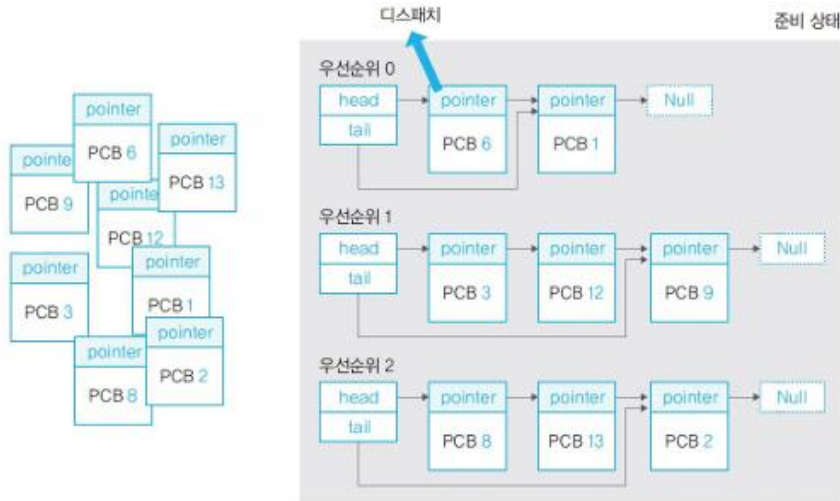 디스패치
준비 상태
pointer
PCB 6
pointer
PCB 13
pointe
PCB 9
pointe
PCB 12
pointer
PCB 3
pointer
PCB 1
pointer
PCB 8
pointer
PCB 2
우선순위 0
head
tail
pointer
PCB 6
pointer
PCB 1
Null
우선순위 1
head
tail
pointer
PCB 3
pointer
PCB 12
pointer
PCB 9
Null
우선순위 2
head
tail
pointer
PCB 8
pointer
PCB 13
pointer
PCB 2
Null